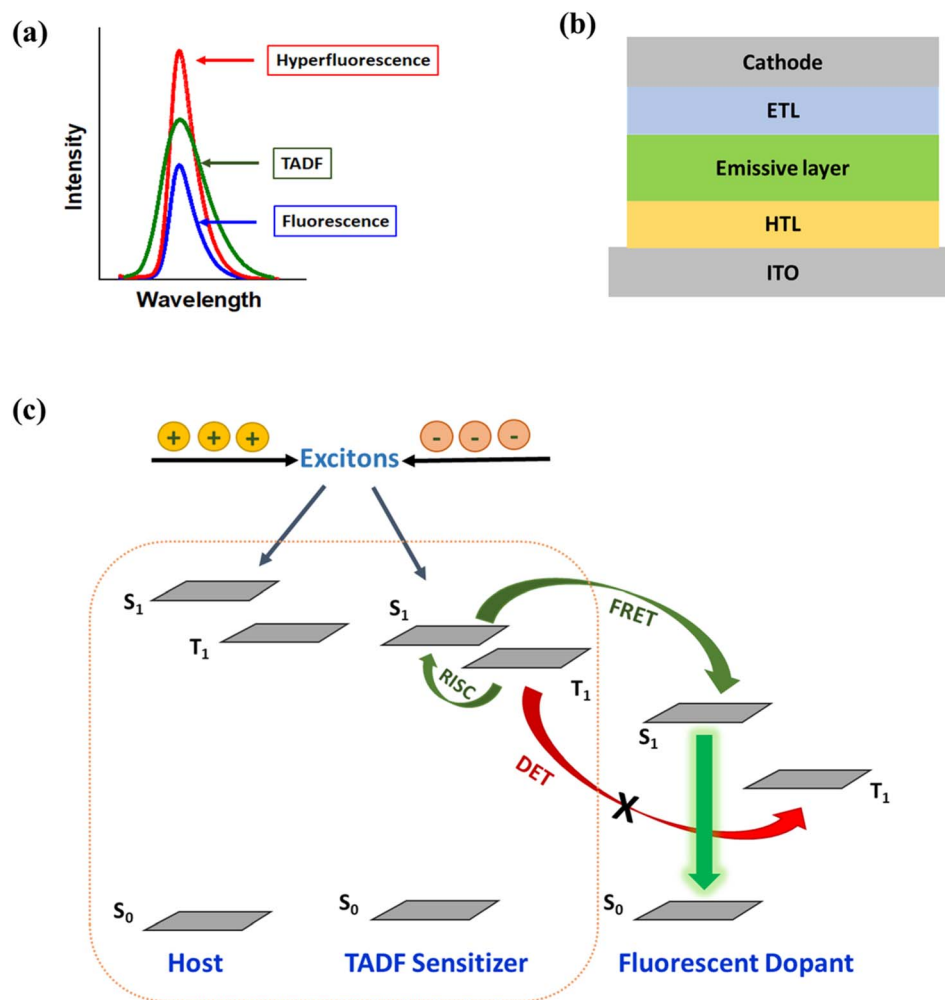 (a)
Hyperfluorescence
TADF
Fluorescence
Intensity
Wavelength
(b)
Cathode
ETL
Emissive layer
HTL
ITO
(c)
+ + +
Excitons
- - -
S1
T1
S1
T1
RISC
FRET
DET
X
S1
T1
S0
S0
S0
Host
TADF Sensitizer
Fluorescent Dopant